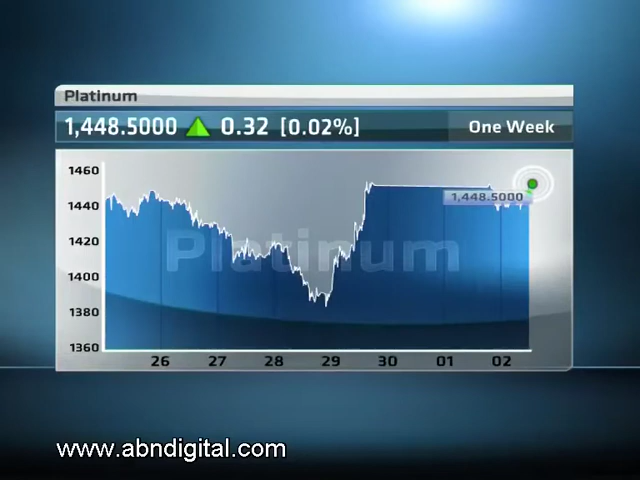 Platinum
1,448.5000 0.32 [0.02%] One Week
1460
1440
1420
1400
1380
1360
1,448.5000
Platinum
26 27 28 29 30 01 02
www.abndigital.com